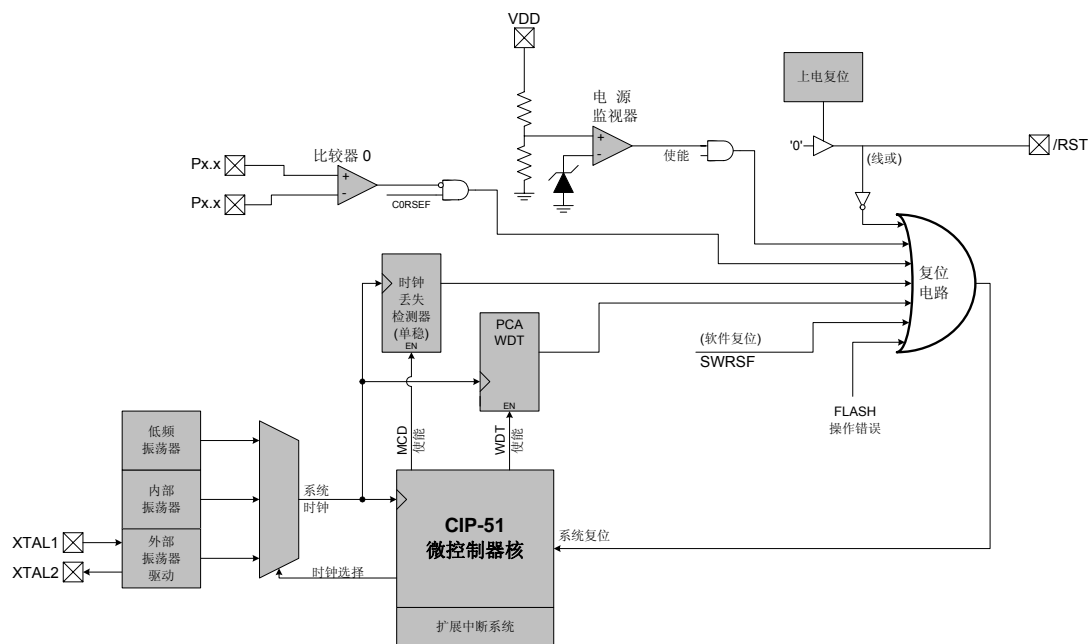 VDD
上电复位
电 源
监视器
+
-
使能
'0'
(线或)
/RST
Px.x
Px.x
比较器 0
+
-
C0RSEF
复位
电路
时钟
丢失
检测器
(单稳)
EN
PCA
WDT
EN
(软件复位)
SWRSF
FLASH
操作错误
MCD
使能
WDT
使能
低频
振荡器
内部
振荡器
外部
振荡器
驱动
XTAL1
XTAL2
系统
时钟
时钟选择
CIP-51
微控制器核
系统复位
扩展中断系统